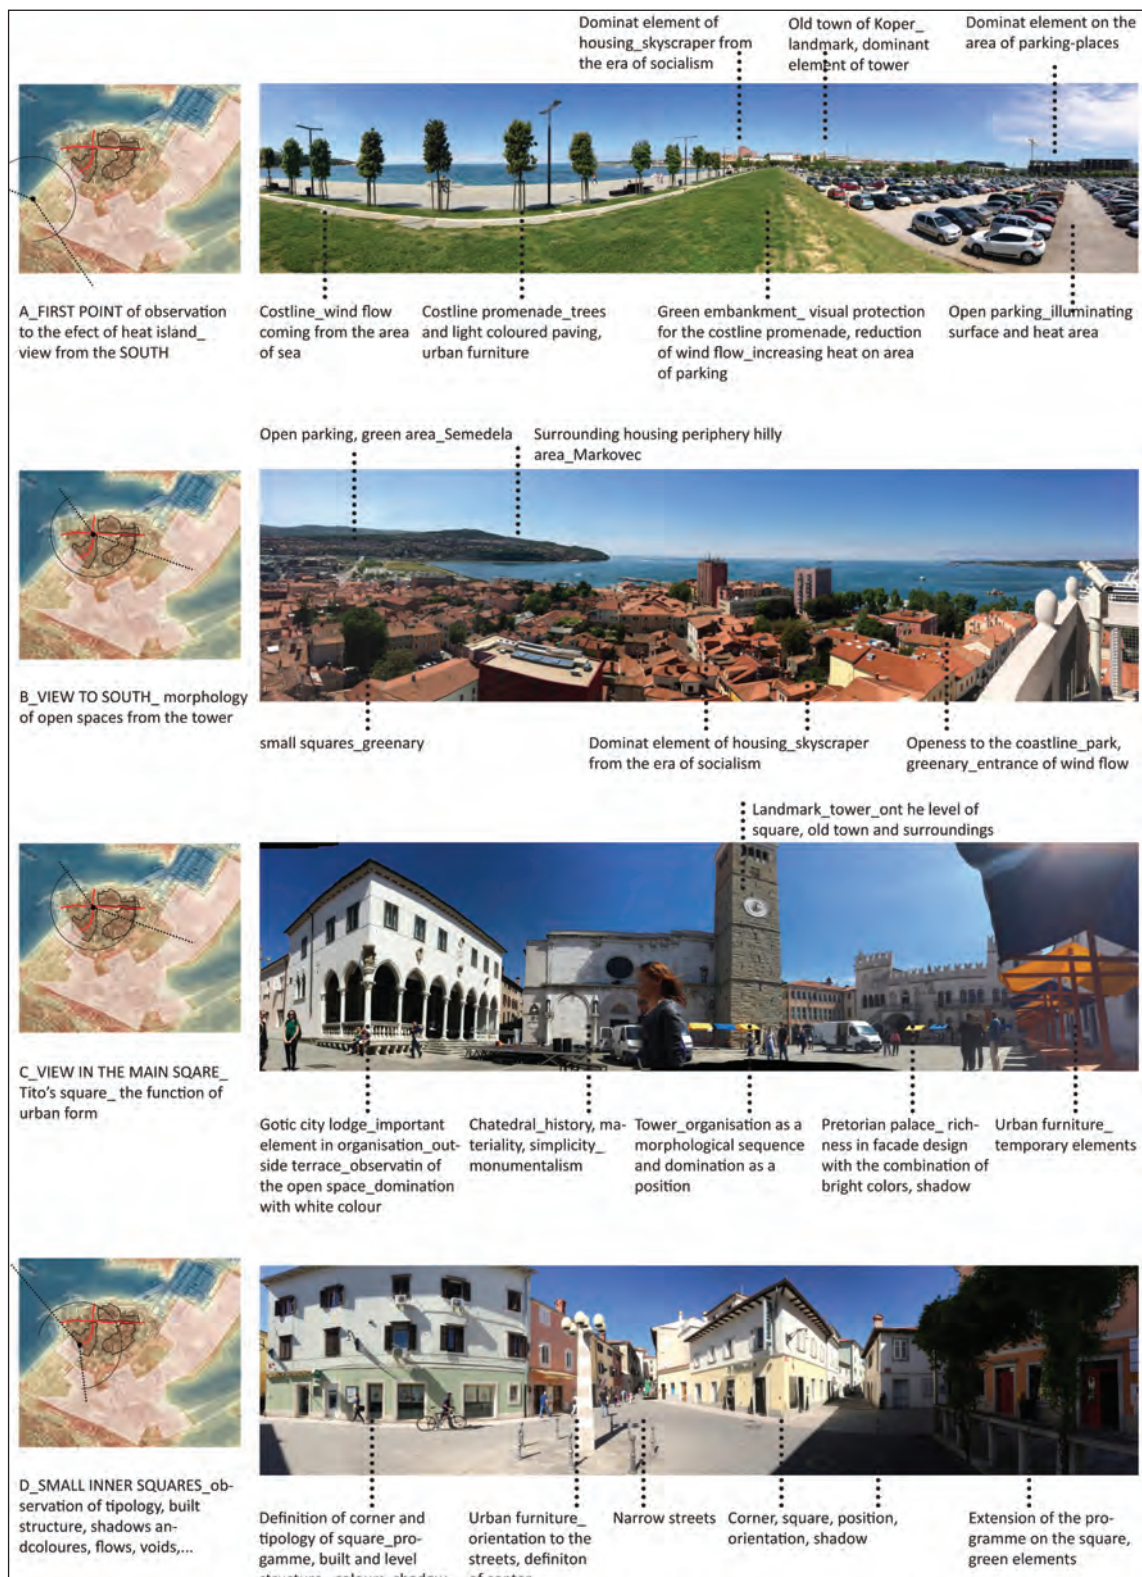 Dominat element of
housing_skyscraper from
the era of socialism
Old town of Koper_
landmark, dominant
element of tower
Dominat element on the
area of parking-places
A_FIRST POINT of observation
to the efect of heat island_
view from the SOUTH
Costline_wind flow
coming from the area
of sea
Costline promenade_trees
and light coloured paving,
urban furniture
Green embankment_ visual protection
for the costline promenade, reduction
of wind flow_increasing heat on area
of parking
Open parking_illuminating
surface and heat area
Open parking, green area_Semedela
Surrounding housing periphery hilly
area_Markovec
B_VIEW TO SOUTH_ morphology
of open spaces from the tower
small squares_greenary
Dominat element of housing_skyscraper
from the era of socialism
Openess to the coastline_park,
greenary_entrance of wind flow
Landmark_tower_ont he level of
square, old town and surroundings
C_VIEW IN THE MAIN SQARE_
Tito's square_ the function of
urban form
Gotic city lodge_important
element in organisation_out-
side terrace_observatin of
the open space_domination
with white colour
Chatedral_history, ma-
teriality, simplicity_
monumentalism
Tower_organisation as a
morphological sequence
and domination as a
position
Pretorian palace_ rich-
ness in facade design
with the combination of
bright colors, shadow
Urban furniture_
temporary elements
D_SMALL INNER SQUARES_ob-
servation of tipology, built
structure, shadows an-
dcoloures, flows, voids,...
Definition of corner and
tipology of square_pro-
gamme, built and level
Urban furniture_
orientation to the
streets, definiton
Narrow streets
Corner, square, position,
orientation, shadow
Extension of the pro-
gramme on the square,
green elements